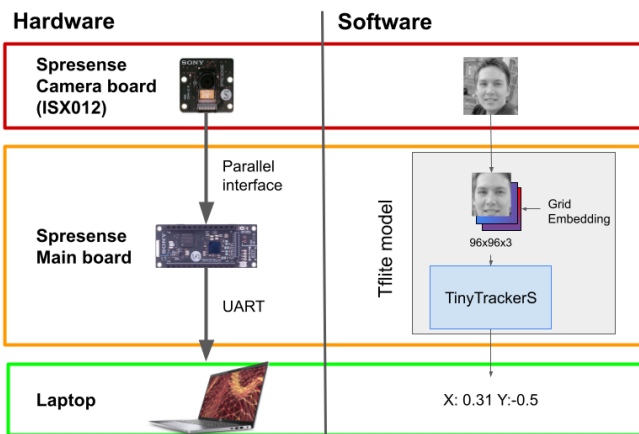 Hardware
Software
Spresense
Camera board
(ISX012)
SONY
Parallel
interface
Spresense
Main board
SONY
UART
Tflite model
Grid
Embedding
96x96x3
TinyTrackerS
Laptop
X: 0.31 Y:-0.5